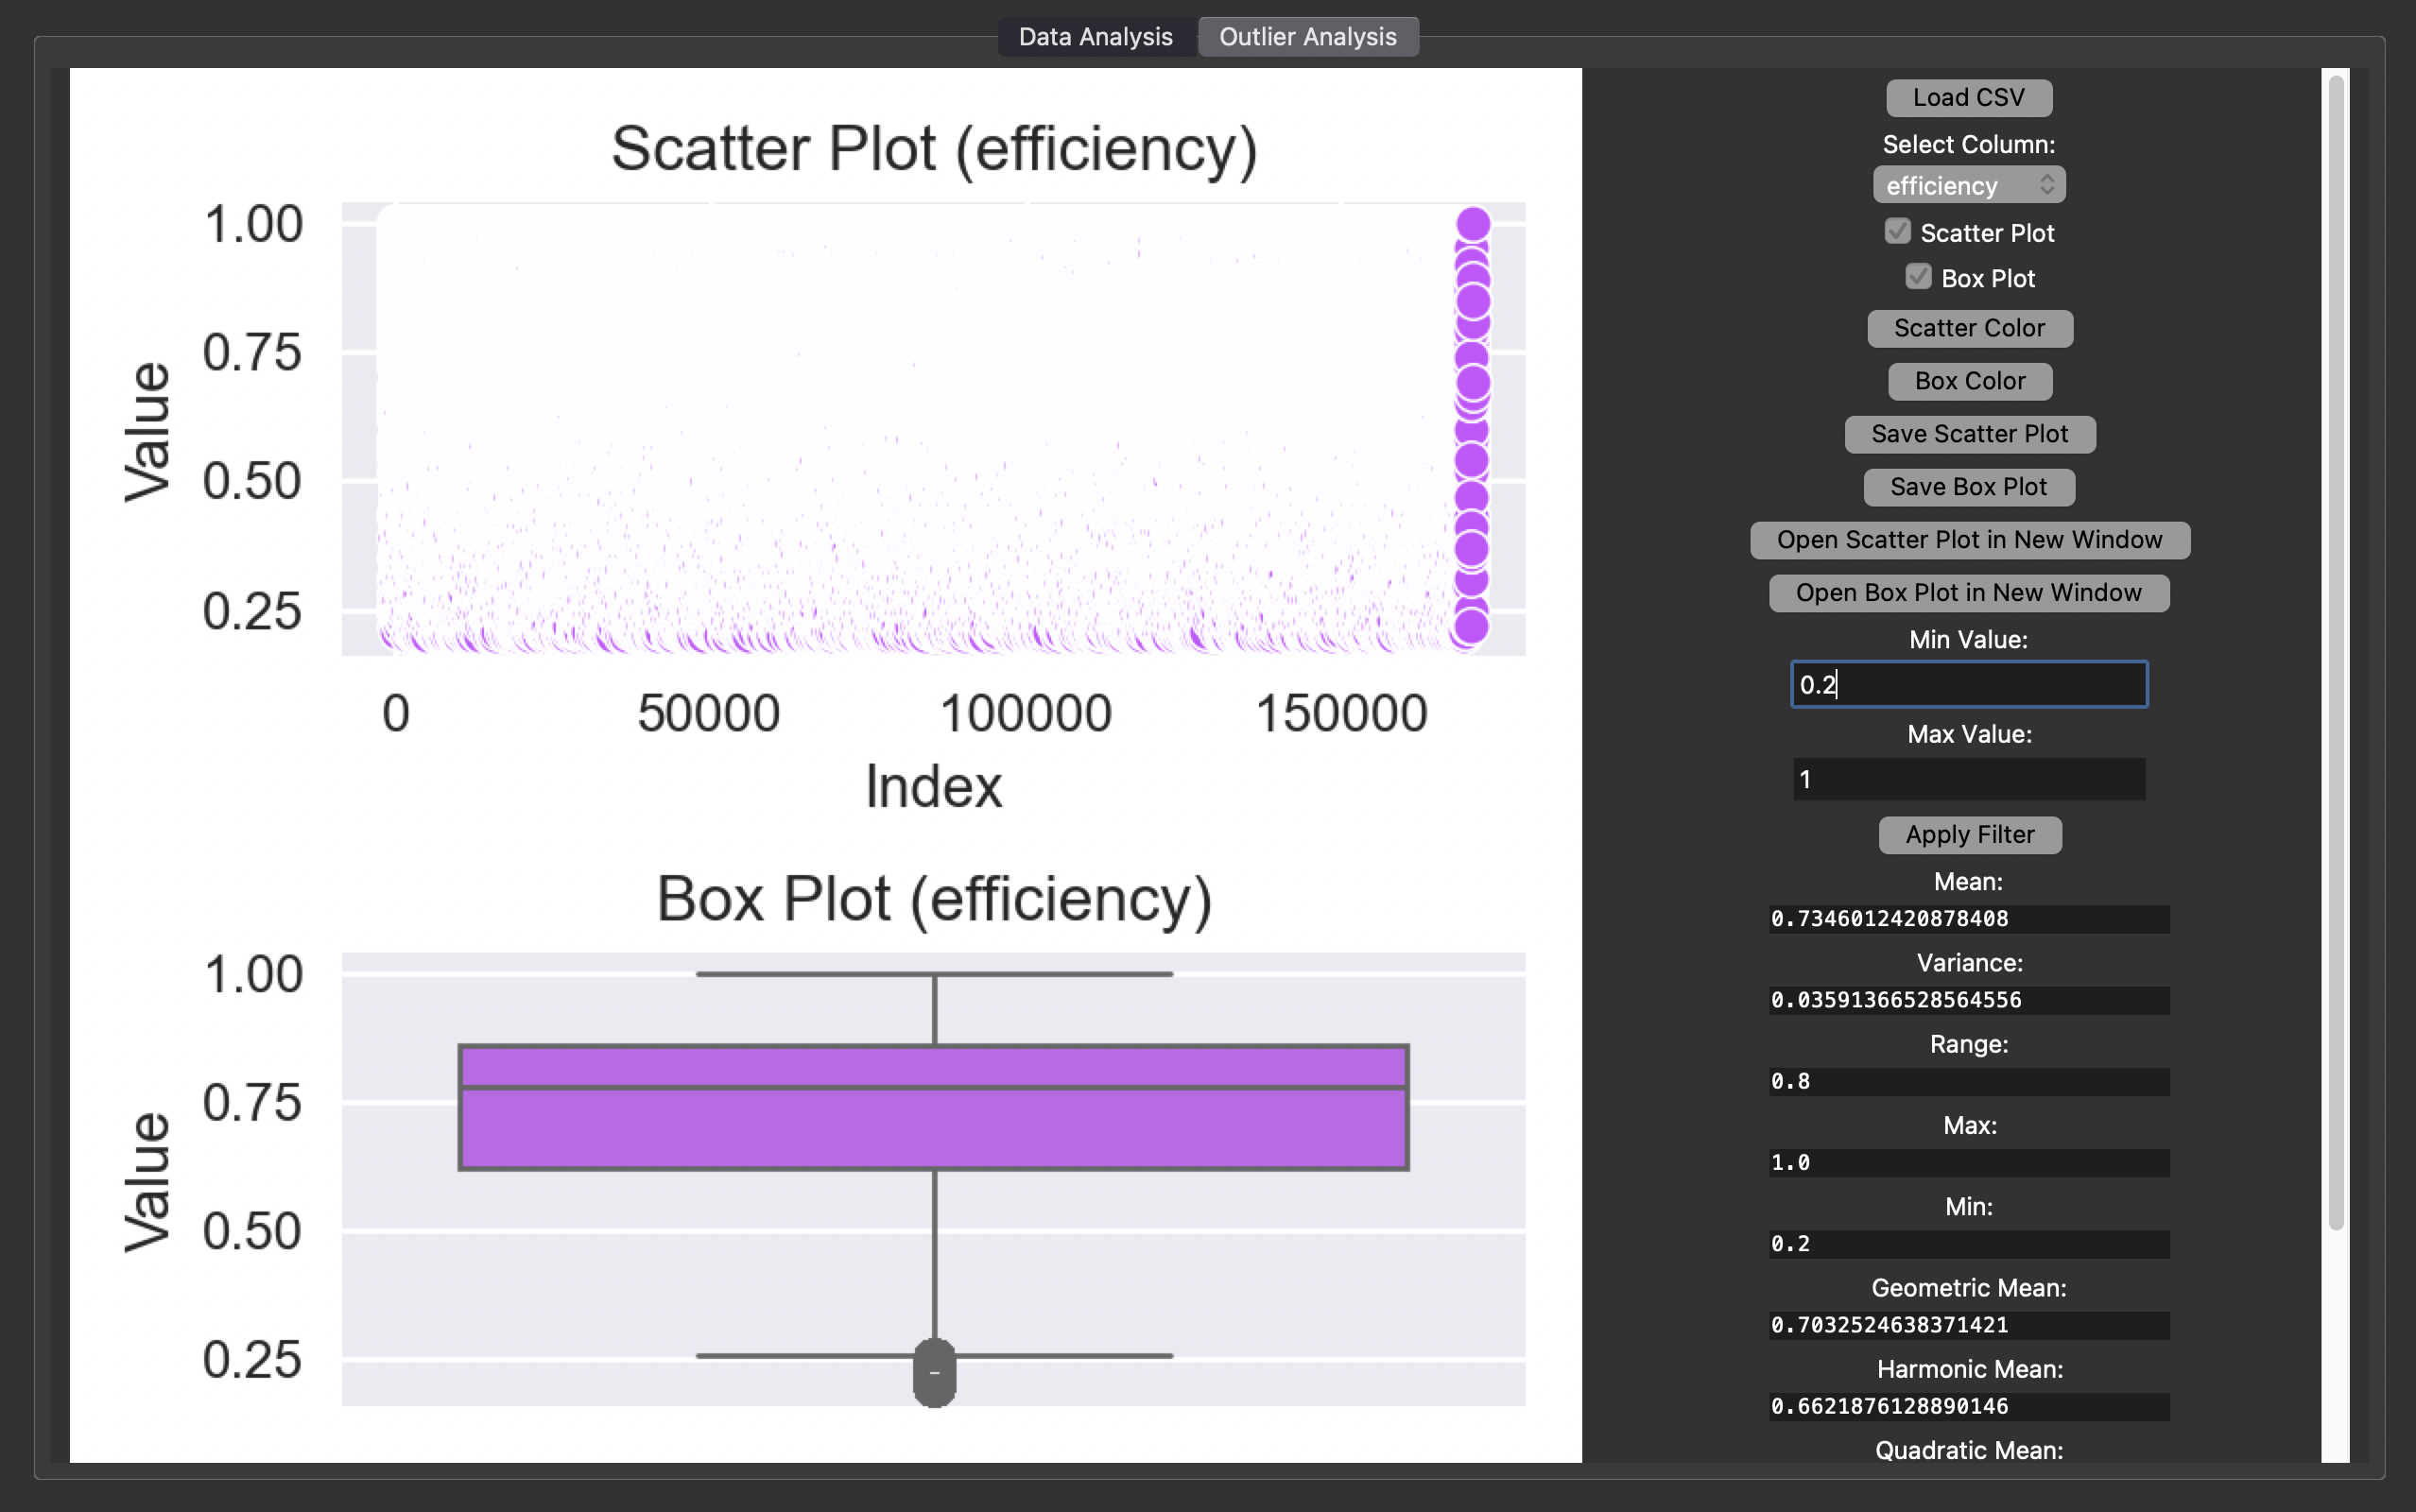 Data Analysis
Outlier Analysis
Scatter Plot (efficiency)
1.00
0.75
0.50
0.25
Value
0
50000
100000
150000
Index
Box Plot (efficiency)
1.00
0.75
0.50
0.25
Value
Load CSV
Select Column:
efficiency
Scatter Plot
Box Plot
Scatter Color
Box Color
Save Scatter Plot
Save Box Plot
Open Scatter Plot in New Window
Open Box Plot in New Window
Min Value:
0.2
Max Value:
1
Apply Filter
Mean:
0.7346012420878408
Variance:
0.03591366528564556
Range:
0.8
Max:
1.0
Min:
0.2
Geometric Mean:
0.7032524638371421
Harmonic Mean:
0.6621876128890146
Quadratic Mean: